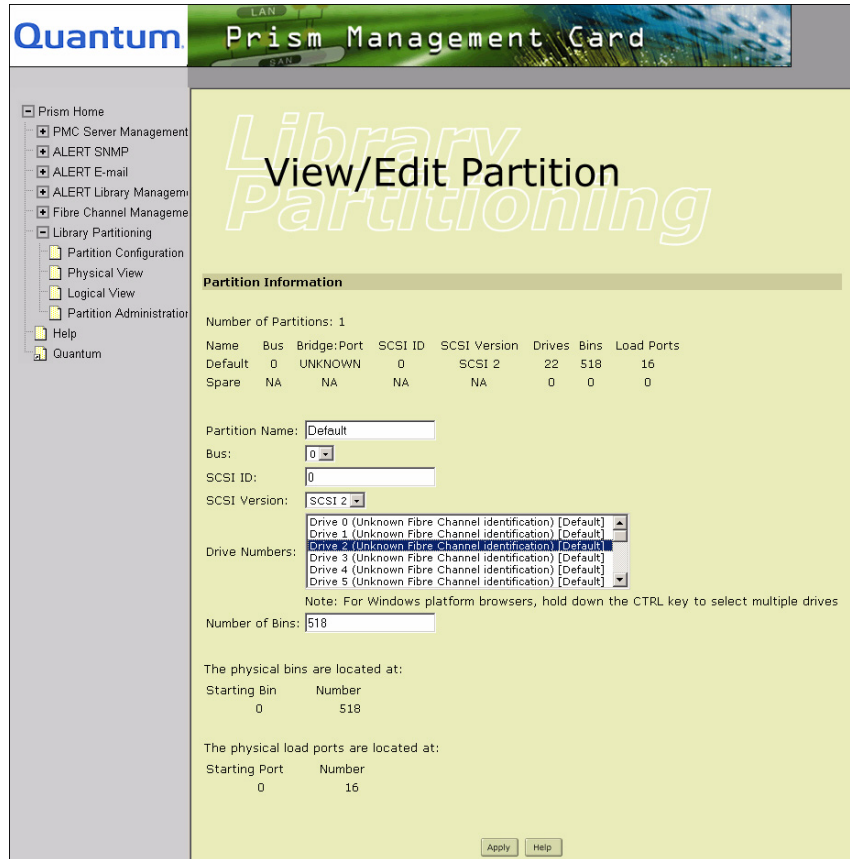 LAN
Quantum.
Prism Management Card
SAN
Prism Home
PMC Server Management
ALERT SNMP
ALERT E-mail
ALERT Library Managem
Fibre Channel Manageme
Library Partitioning
Partition Configuration
Physical View
Logical View
Partition Administration
Help
Quantum
Library
Partitioning
View/Edit Partition
Partition Information
Number of Partitions: 1
Name Bus Bridge:Port SCSI ID SCSI Version Drives Bins Load Ports
Default 0 UNKNOWN 0 SCSI 2 22 518 16
Spare NA NA NA NA 0 0 0
Partition Name: Default
Bus: 0
SCSI ID: 0
SCSI Version: SCSI 2
Drive Numbers:
Drive 0 (Unknown Fibre Channel identification) [Default]
Drive 1 (Unknown Fibre Channel identification) [Default]
Drive 2 (Unknown Fibre Channel identification) [Default]
Drive 3 (Unknown Fibre Channel identification) [Default]
Drive 4 (Unknown Fibre Channel identification) [Default]
Drive 5 (Unknown Fibre Channel identification) [Default]
Note: For Windows platform browsers, hold down the CTRL key to select multiple drives
Number of Bins: 518
The physical bins are located at:
Starting Bin Number
0 518
The physical load ports are located at:
Starting Port Number
0 16
Apply Help